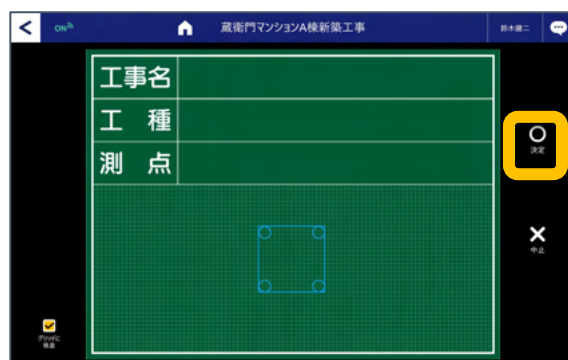 ON
蔵衛門マンションA棟新築工事
鈴木健二
工事名
工 種
測 点
決定
中止
グリッドに
吸着